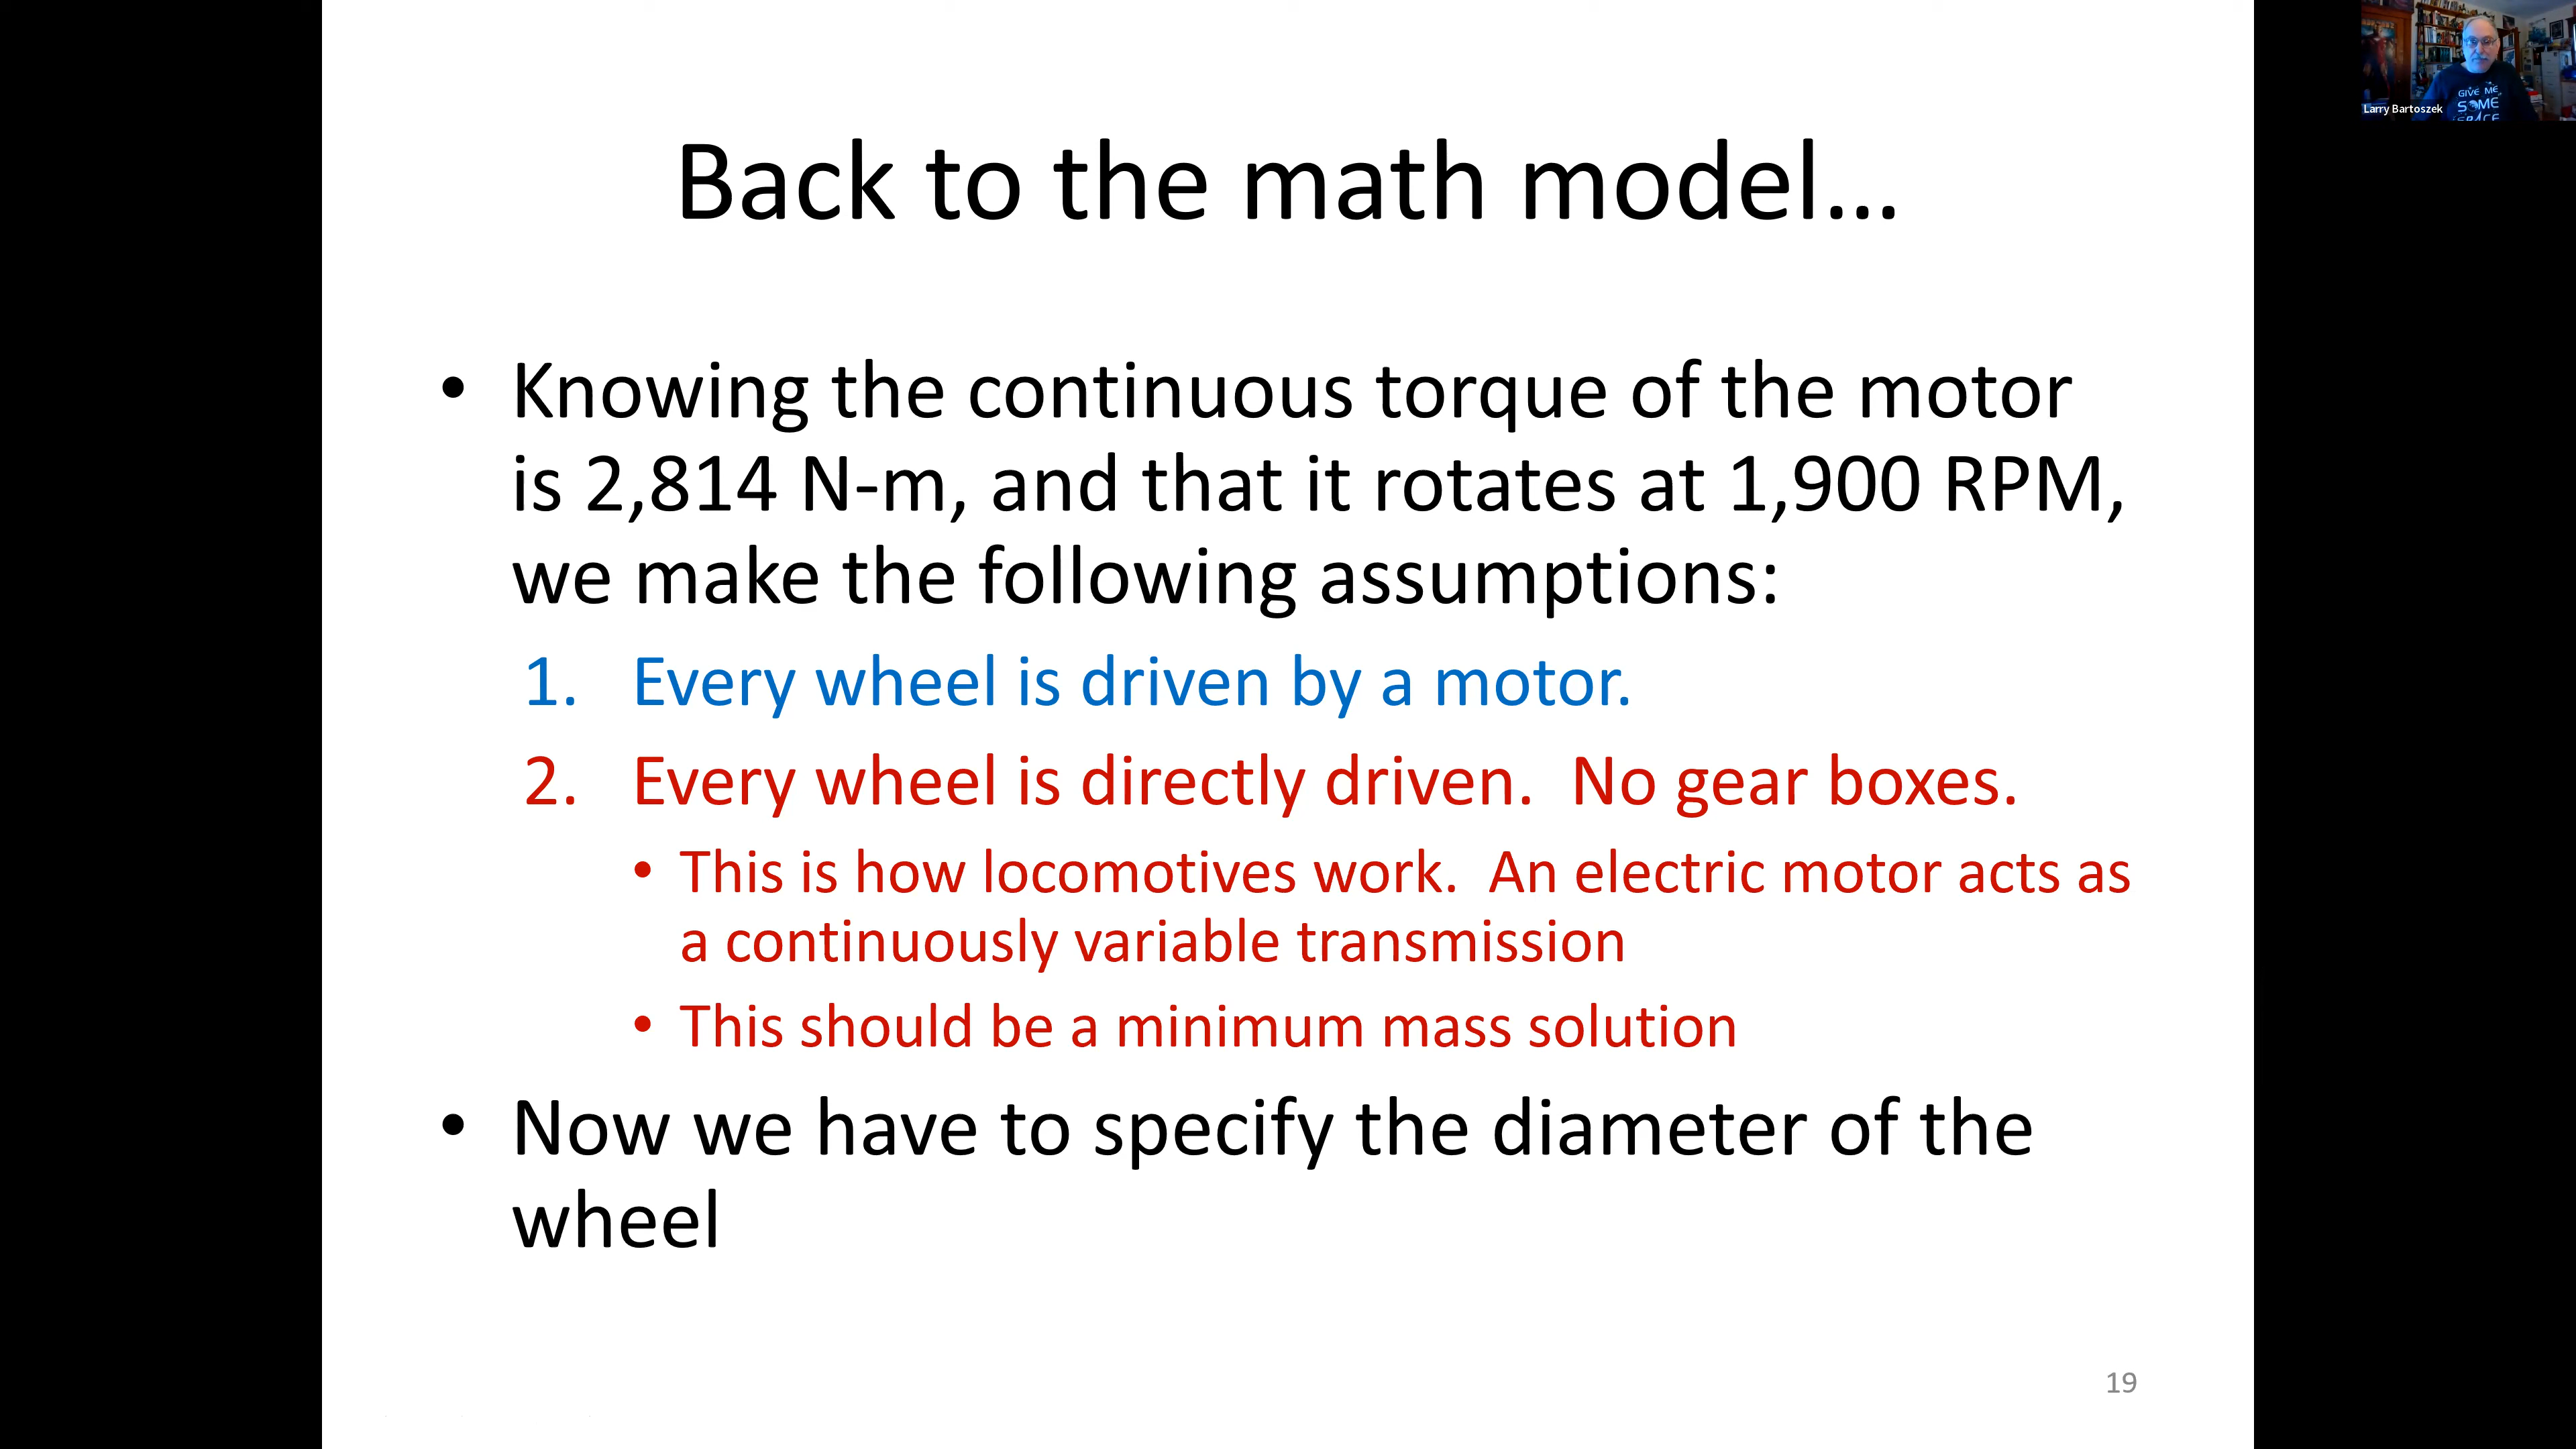 Larry Bartoszek
GIVE ME
SOME
SPACE
Back to the math model...
• Knowing the continuous torque of the motor
is 2,814 N-m, and that it rotates at 1,900 RPM,
we make the following assumptions:
1. Every wheel is driven by a motor.
2. Every wheel is directly driven. No gear boxes.
• This is how locomotives work. An electric motor acts as
a continuously variable transmission
• This should be a minimum mass solution
• Now we have to specify the diameter of the
wheel
19